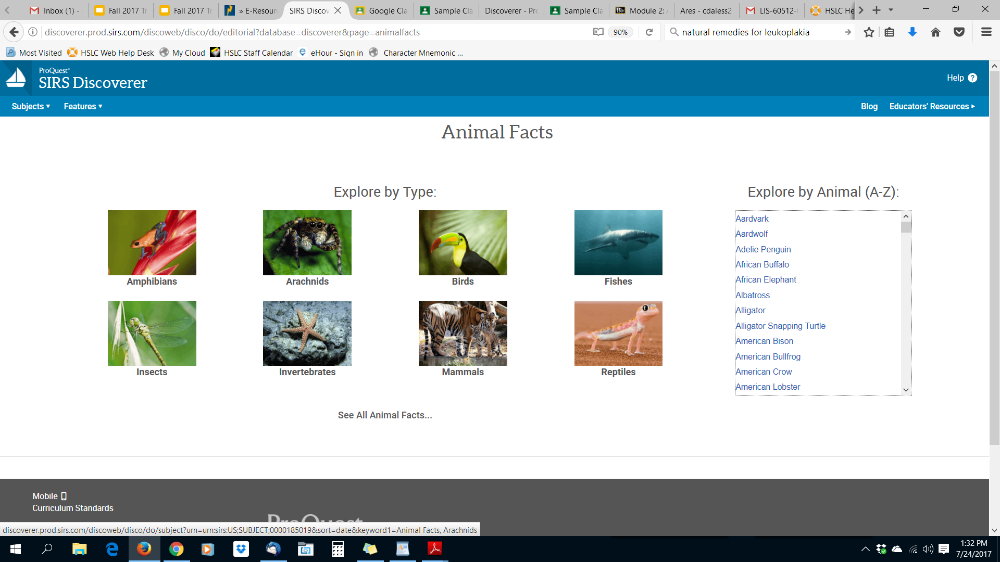 Inbox (1) -
Fall 2017 Tr
Fall 2017 Tr
» E-Resour
SIRS Discov
Google Cla
Sample Cla
Discoverer - Pro
Sample Cla
Bb Module 2: A
Ares - cdaless2
LIS-60512-
HSLC He
discoverer.prod.sirs.com/discoweb/disco/do/editorial?database=discoverer&page=animalfacts
90%
natural remedies for leukoplakia
Most Visited
HSLC Web Help Desk
My Cloud
HSLC Staff Calendar
eHour - Sign in
Character Mnemonic ...
ProQuest
SIRS Discoverer
Help ?
Subjects
Features
Blog
Educators' Resources
Animal Facts
Explore by Type:
Amphibians
Arachnids
Birds
Fishes
Insects
Invertebrates
Mammals
Reptiles
See All Animal Facts...
Explore by Animal (A-Z):
Aardvark
Aardwolf
Adelie Penguin
African Buffalo
African Elephant
Albatross
Alligator
Alligator Snapping Turtle
American Bison
American Bullfrog
American Crow
American Lobster
Mobile
Curriculum Standards
ProQuest
discoverer.prod.sirs.com/discoweb/disco/do/subject?urn=urn:sirs:US;SUBJECT;0000185019&sort=date&keyword1=Animal Facts, Arachnids
1:32 PM
7/24/2017